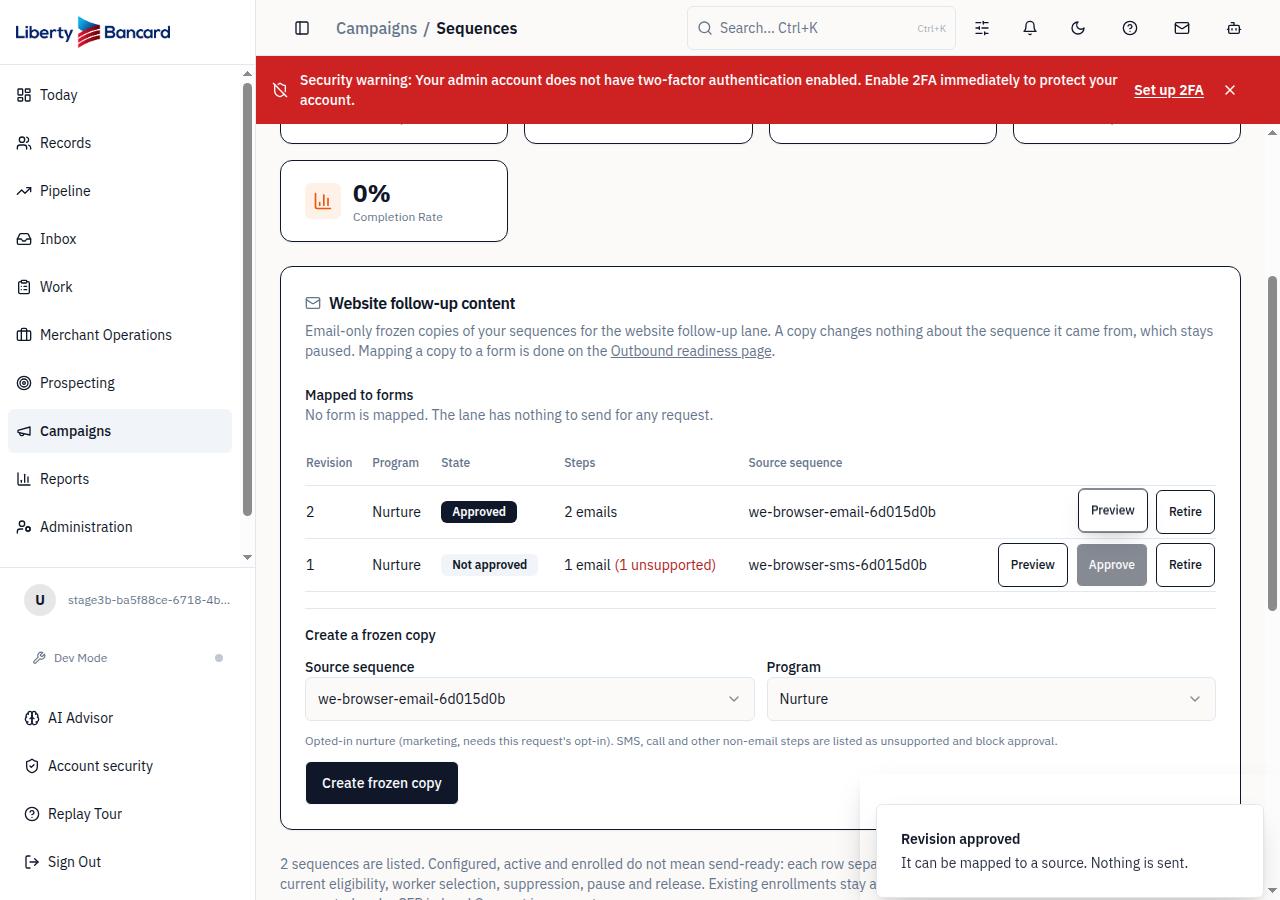 Liberty Bancard
Campaigns / Sequences
Search... Ctrl+K
Ctrl+K
Today
Records
Pipeline
Inbox
Work
Merchant Operations
Prospecting
Campaigns
Reports
Administration
U
stage3b-ba5f88ce-6718-4b...
Dev Mode
AI Advisor
Account security
Replay Tour
Sign Out
Security warning: Your admin account does not have two-factor authentication enabled. Enable 2FA immediately to protect your
account.
Set up 2FA
0%
Completion Rate
Website follow-up content
Email-only frozen copies of your sequences for the website follow-up lane. A copy changes nothing about the sequence it came from, which stays
paused. Mapping a copy to a form is done on the Outbound readiness page.
Mapped to forms
No form is mapped. The lane has nothing to send for any request.
Revision Program State Steps Source sequence
2 Nurture Approved 2 emails we-browser-email-6d015d0b Preview Retire
1 Nurture Not approved 1 email (1 unsupported) we-browser-sms-6d015d0b Preview Approve Retire
Create a frozen copy
Source sequence Program
we-browser-email-6d015d0b Nurture
Opted-in nurture (marketing, needs this request's opt-in). SMS, call and other non-email steps are listed as unsupported and block approval.
Create frozen copy
2 sequences are listed. Configured, active and enrolled do not mean send-ready: each row sepa
current eligibility, worker selection, suppression, pause and release. Existing enrollments stay a
Revision approved
It can be mapped to a source. Nothing is sent.